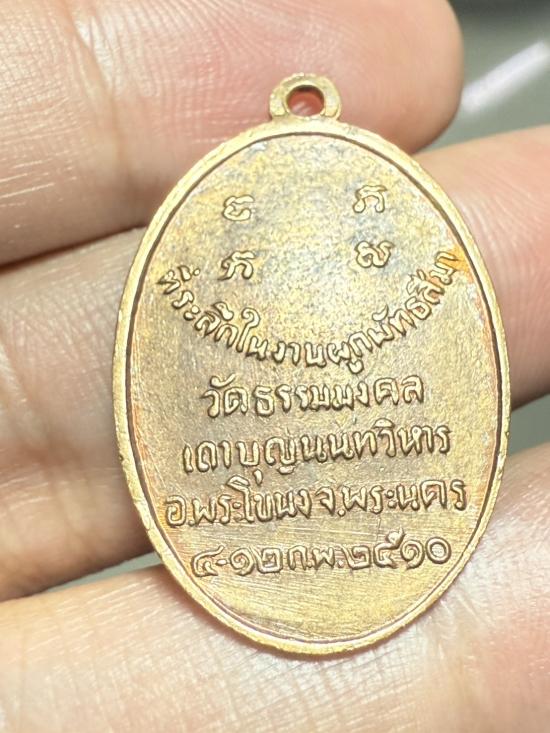 ที่ระลึกในงานผูกพัทธสีมา
วัดธรรมมงคล
เถาบุญนนทวิหาร
อ.พระโขนง จ.พระนคร
๔-๑๒ ก.พ. ๒๕๑๐